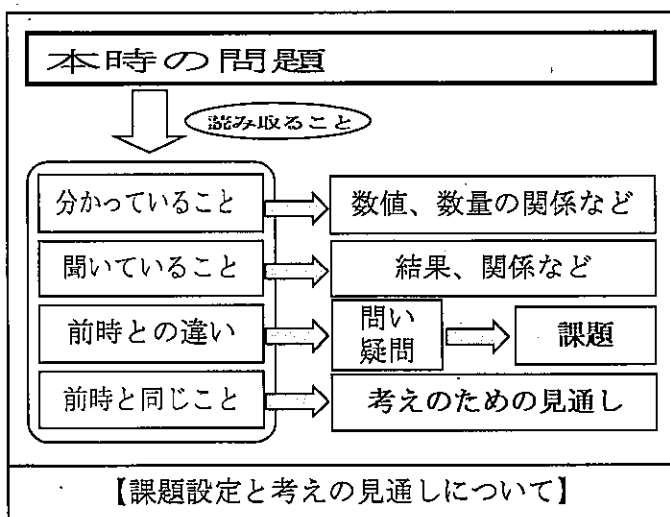 本時の問題
読み取ること
分かっていること
数値、数量の関係など
聞いていること
結果、関係など
前時との違い
問い
疑問
課題
前時と同じこと
考えのための見通し
【課題設定と考えの見通しについて】